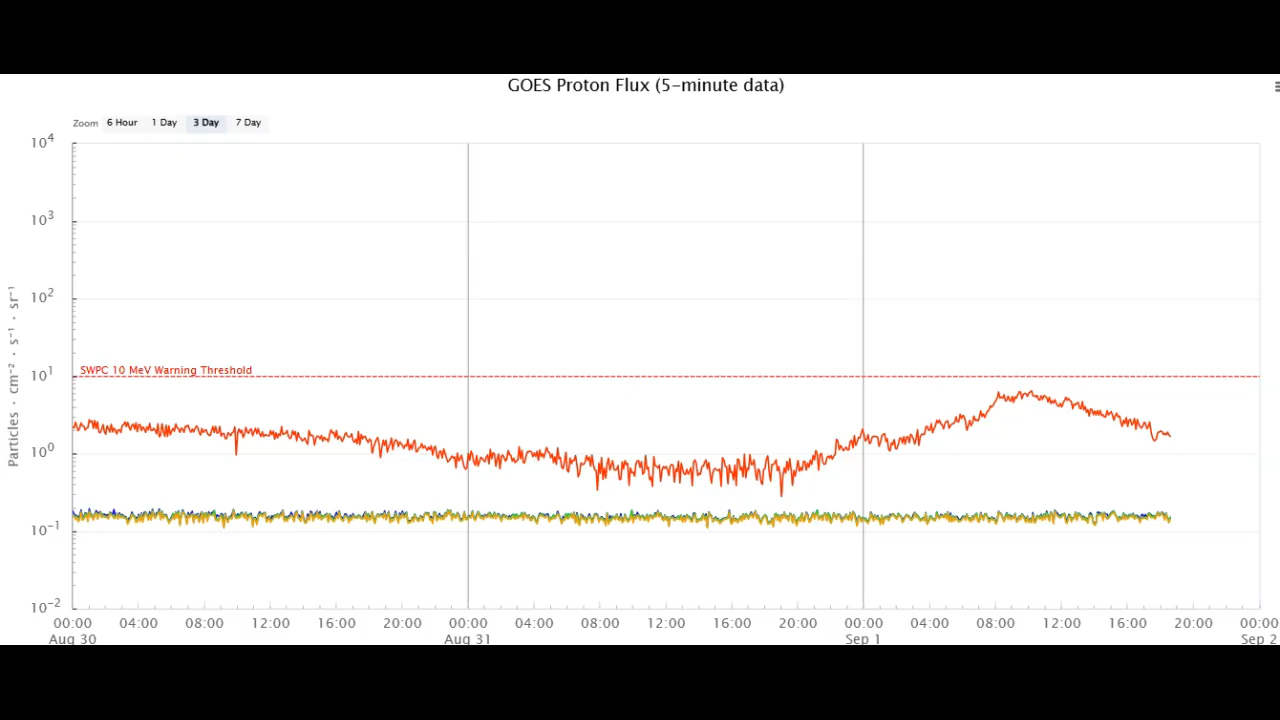 GOES Proton Flux (5-minute data)
Zoom 6 Hour 1 Day 3 Day 7 Day
10⁴
10³
10²
10¹
10⁰
10⁻¹
10⁻²
Particles · cm⁻² · s⁻¹ · sr⁻¹
SWPC 10 MeV Warning Threshold
00:00 04:00 08:00 12:00 16:00 20:00 00:00 04:00 08:00 12:00 16:00 20:00 00:00 04:00 08:00 12:00 16:00 20:00 00:00
Aug 30 Aug 31 Sep 1 Sep 2